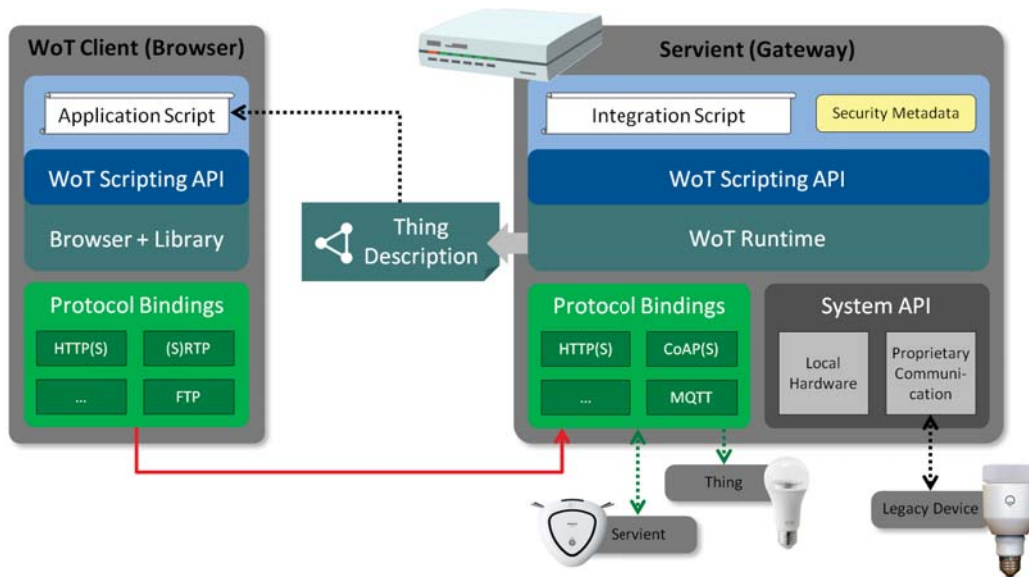 WoT Client (Browser)
Application Script
WoT Scripting API
Browser + Library
Protocol Bindings
HTTP(S)
(S)RTP
...
FTP
Thing
Description
Servient (Gateway)
Integration Script
Security Metadata
WoT Scripting API
WoT Runtime
Protocol Bindings
HTTP(S)
CoAP(S)
...
MQTT
System API
Local
Hardware
Proprietary
Communi-
cation
Thing
Servient
Legacy Device